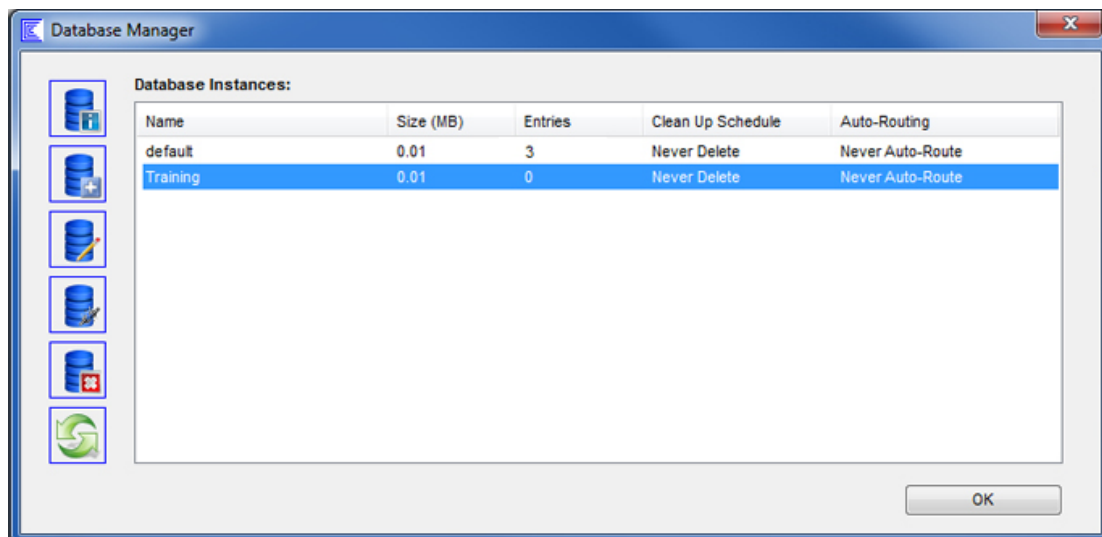 Database Manager
Database Instances:
Name Size (MB) Entries Clean Up Schedule Auto-Routing
default 0.01 3 Never Delete Never Auto-Route
Training 0.01 0 Never Delete Never Auto-Route
OK